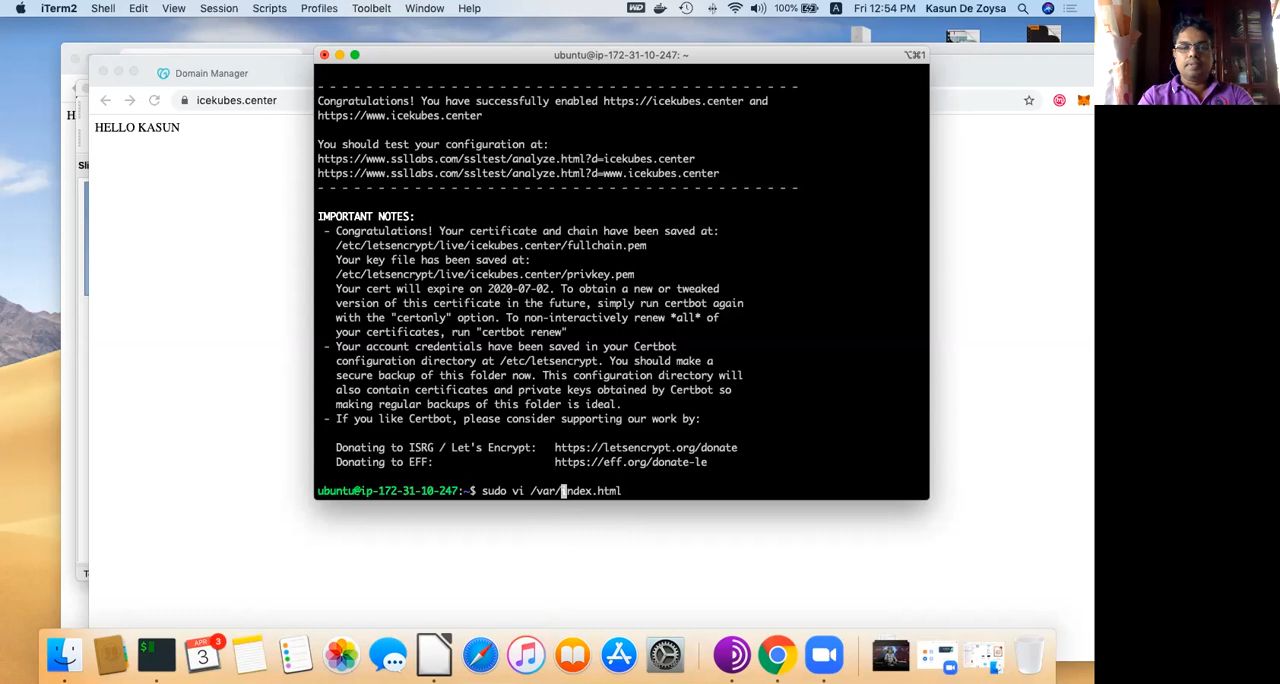 iTerm2 Shell Edit View Session Scripts Profiles Toolbelt Window Help
WD 100% A Fri 12:54 PM Kasun De Zoysa
ubuntu@ip-172-31-10-247: ~ ⌥⌘1
Domain Manager
icekubes.center
H
HELLO KASUN
Sli
- - - - - - - - - - - - - - - - - - - - - - - - - - - - - - - - - - - - - - - -
Congratulations! You have successfully enabled https://icekubes.center and
https://www.icekubes.center
You should test your configuration at:
https://www.ssllabs.com/ssltest/analyze.html?d=icekubes.center
https://www.ssllabs.com/ssltest/analyze.html?d=www.icekubes.center
- - - - - - - - - - - - - - - - - - - - - - - - - - - - - - - - - - - - - - - -
IMPORTANT NOTES:
- Congratulations! Your certificate and chain have been saved at:
/etc/letsencrypt/live/icekubes.center/fullchain.pem
Your key file has been saved at:
/etc/letsencrypt/live/icekubes.center/privkey.pem
Your cert will expire on 2020-07-02. To obtain a new or tweaked
version of this certificate in the future, simply run certbot again
with the "certonly" option. To non-interactively renew *all* of
your certificates, run "certbot renew"
- Your account credentials have been saved in your Certbot
configuration directory at /etc/letsencrypt. You should make a
secure backup of this folder now. This configuration directory will
also contain certificates and private keys obtained by Certbot so
making regular backups of this folder is ideal.
- If you like Certbot, please consider supporting our work by:
Donating to ISRG / Let's Encrypt: https://letsencrypt.org/donate
Donating to EFF: https://eff.org/donate-le
ubuntu@ip-172-31-10-247:~$ sudo vi /var/index.html
APR
3
3